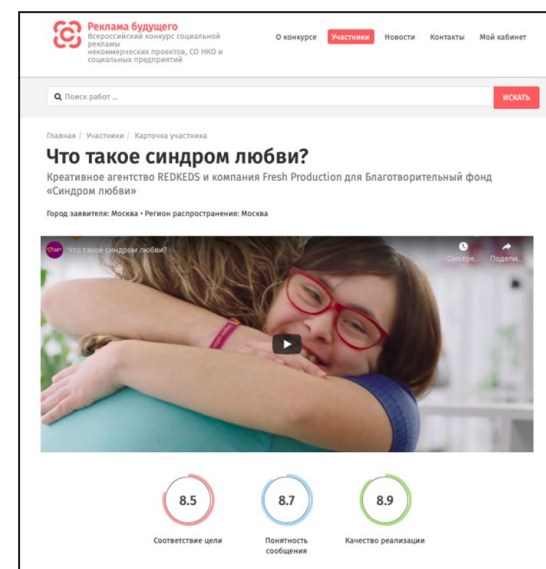 Реклама будущего
Всероссийский конкурс социальной
рекламы
некоммерческих проектов, СО НКО и
социальных предприятий
О конкурсе
Участники
Новости
Контакты
Мой кабинет
Поиск работ ...
ИСКАТЬ
Главная / Участники / Карточка участника
Что такое синдром любви?
Креативное агентство REDKEDS и компания Fresh Production для Благотворительный фонд
«Синдром любви»
Город заявителя: Москва • Регион распространения: Москва
Что такое синдром любви?
Смотре...
Подели...
8.5
8.7
8.9
Соответствие цели
Понятность
сообщения
Качество реализации